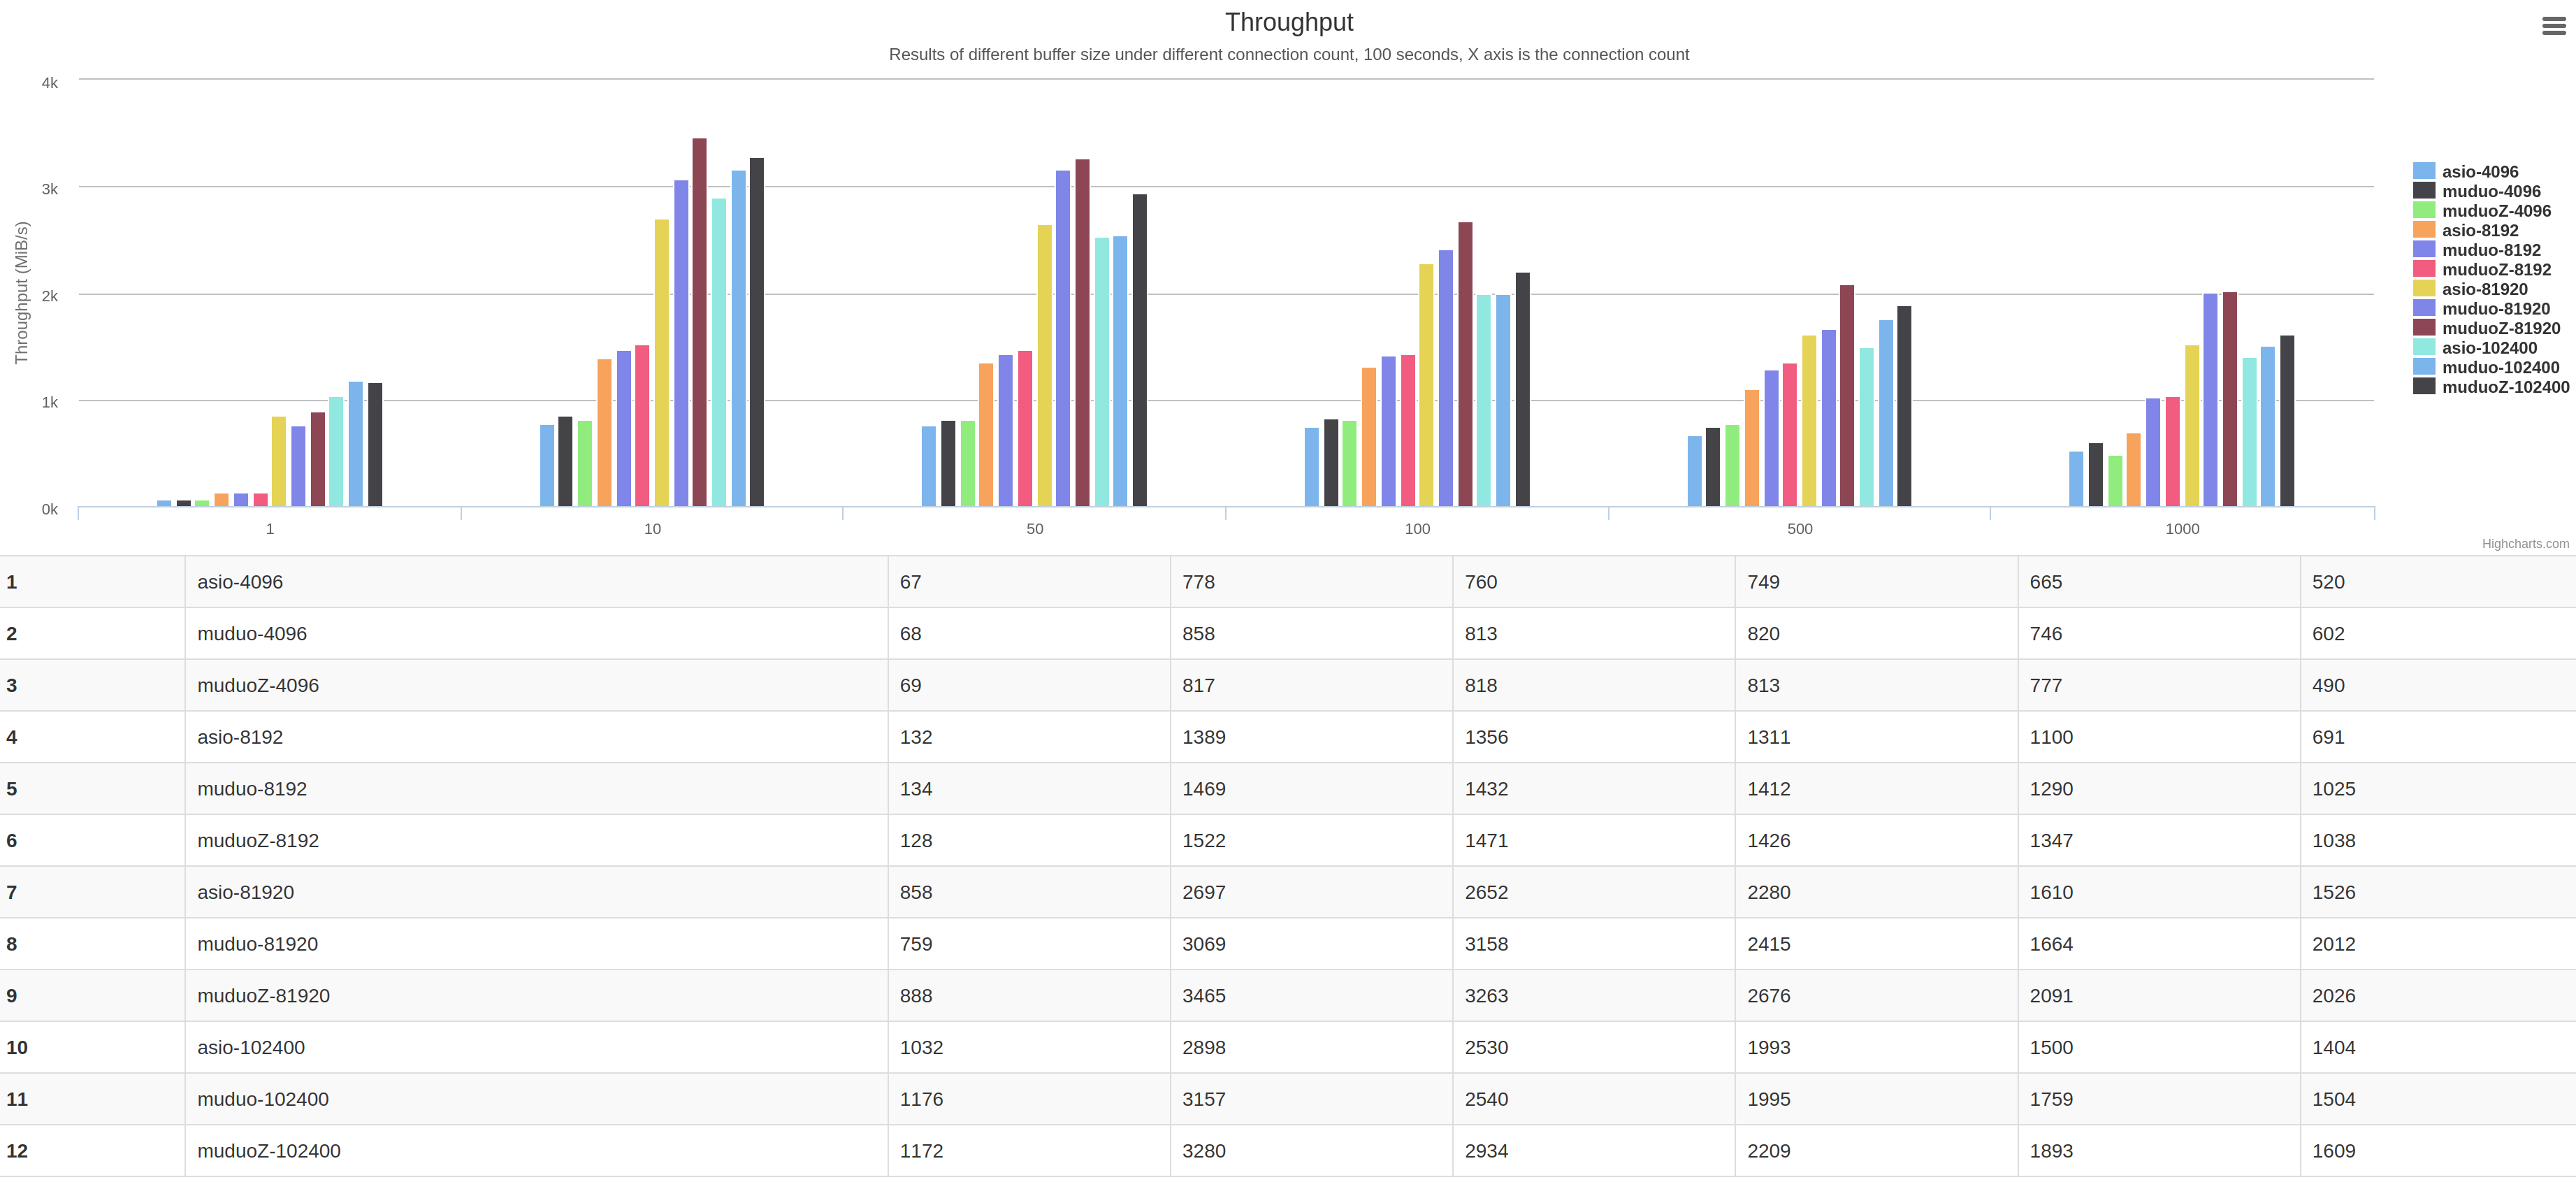 Throughput
Results of different buffer size under different connection count, 100 seconds, X axis is the connection count
Throughput (MiB/s)
4k
3k
2k
1k
0k
1 10 50 100 500 1000
asio-4096
muduo-4096
muduoZ-4096
asio-8192
muduo-8192
muduoZ-8192
asio-81920
muduo-81920
muduoZ-81920
asio-102400
muduo-102400
muduoZ-102400
Highcharts.com
1 asio-4096 67 778 760 749 665 520
2 muduo-4096 68 858 813 820 746 602
3 muduoZ-4096 69 817 818 813 777 490
4 asio-8192 132 1389 1356 1311 1100 691
5 muduo-8192 134 1469 1432 1412 1290 1025
6 muduoZ-8192 128 1522 1471 1426 1347 1038
7 asio-81920 858 2697 2652 2280 1610 1526
8 muduo-81920 759 3069 3158 2415 1664 2012
9 muduoZ-81920 888 3465 3263 2676 2091 2026
10 asio-102400 1032 2898 2530 1993 1500 1404
11 muduo-102400 1176 3157 2540 1995 1759 1504
12 muduoZ-102400 1172 3280 2934 2209 1893 1609